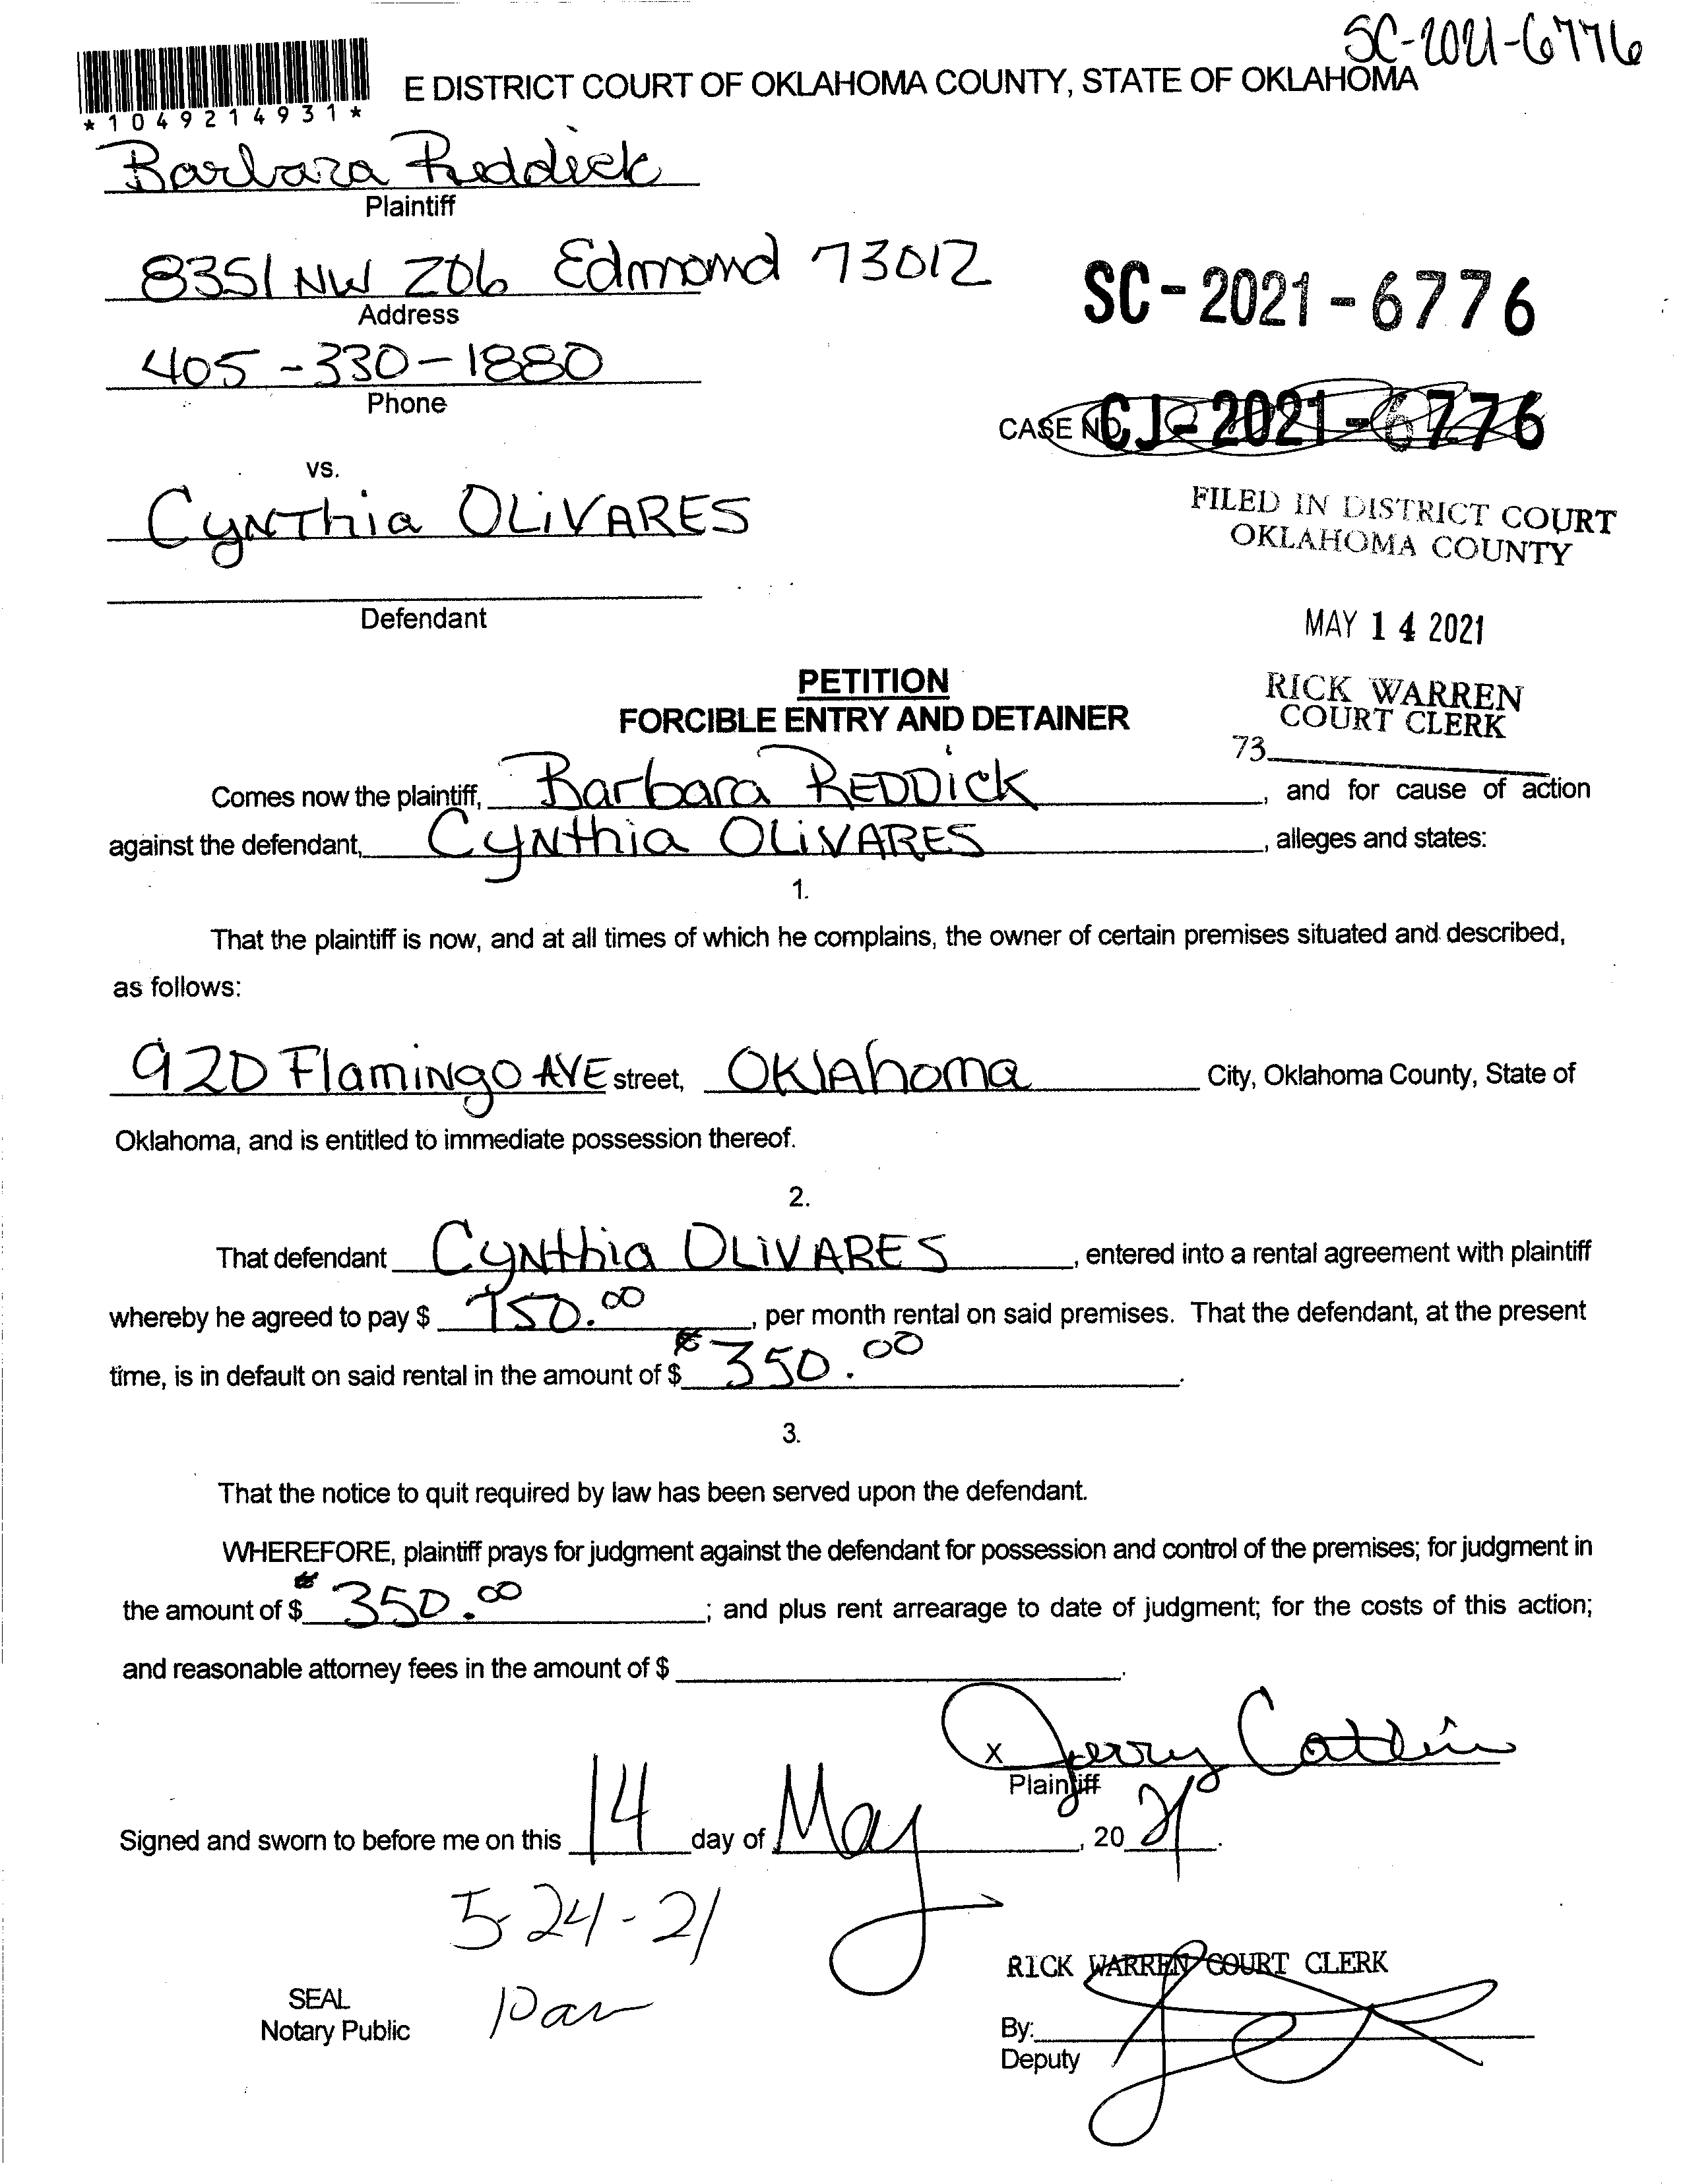 SC-2021-6776
E DISTRICT COURT OF OKLAHOMA COUNTY, STATE OF OKLAHOMA
*1049214931*
Barbara Reddick
Plaintiff
8351 NW 206 Edmond 73012
Address
SC-2021-6776
405-330-1880
Phone
CASE NO. CJ-2021-6776
vs.
Cynthia OLiVARES
FILED IN DISTRICT COURT
OKLAHOMA COUNTY
Defendant
MAY 14 2021
PETITION
FORCIBLE ENTRY AND DETAINER
RICK WARREN
COURT CLERK
73
Comes now the plaintiff, Barbara REDDick, and for cause of action
against the defendant, Cynthia OLiVARES, alleges and states:
1.
That the plaintiff is now, and at all times of which he complains, the owner of certain premises situated and described,
as follows:
920 Flamingo AVE street, Oklahoma City, Oklahoma County, State of
Oklahoma, and is entitled to immediate possession thereof.
2.
That defendant Cynthia OLiVARES, entered into a rental agreement with plaintiff
whereby he agreed to pay $ 750.00, per month rental on said premises. That the defendant, at the present
time, is in default on said rental in the amount of $ 350.00.
3.
That the notice to quit required by law has been served upon the defendant.
WHEREFORE, plaintiff prays for judgment against the defendant for possession and control of the premises; for judgment in
the amount of $ 350.00; and plus rent arrearage to date of judgment; for the costs of this action;
and reasonable attorney fees in the amount of $ .
x Jerry Cattlin
Plaintiff
Signed and sworn to before me on this 14 day of May, 2021.
5-24-21
RICK WARREN COURT CLERK
SEAL
Notary Public
By:
Deputy